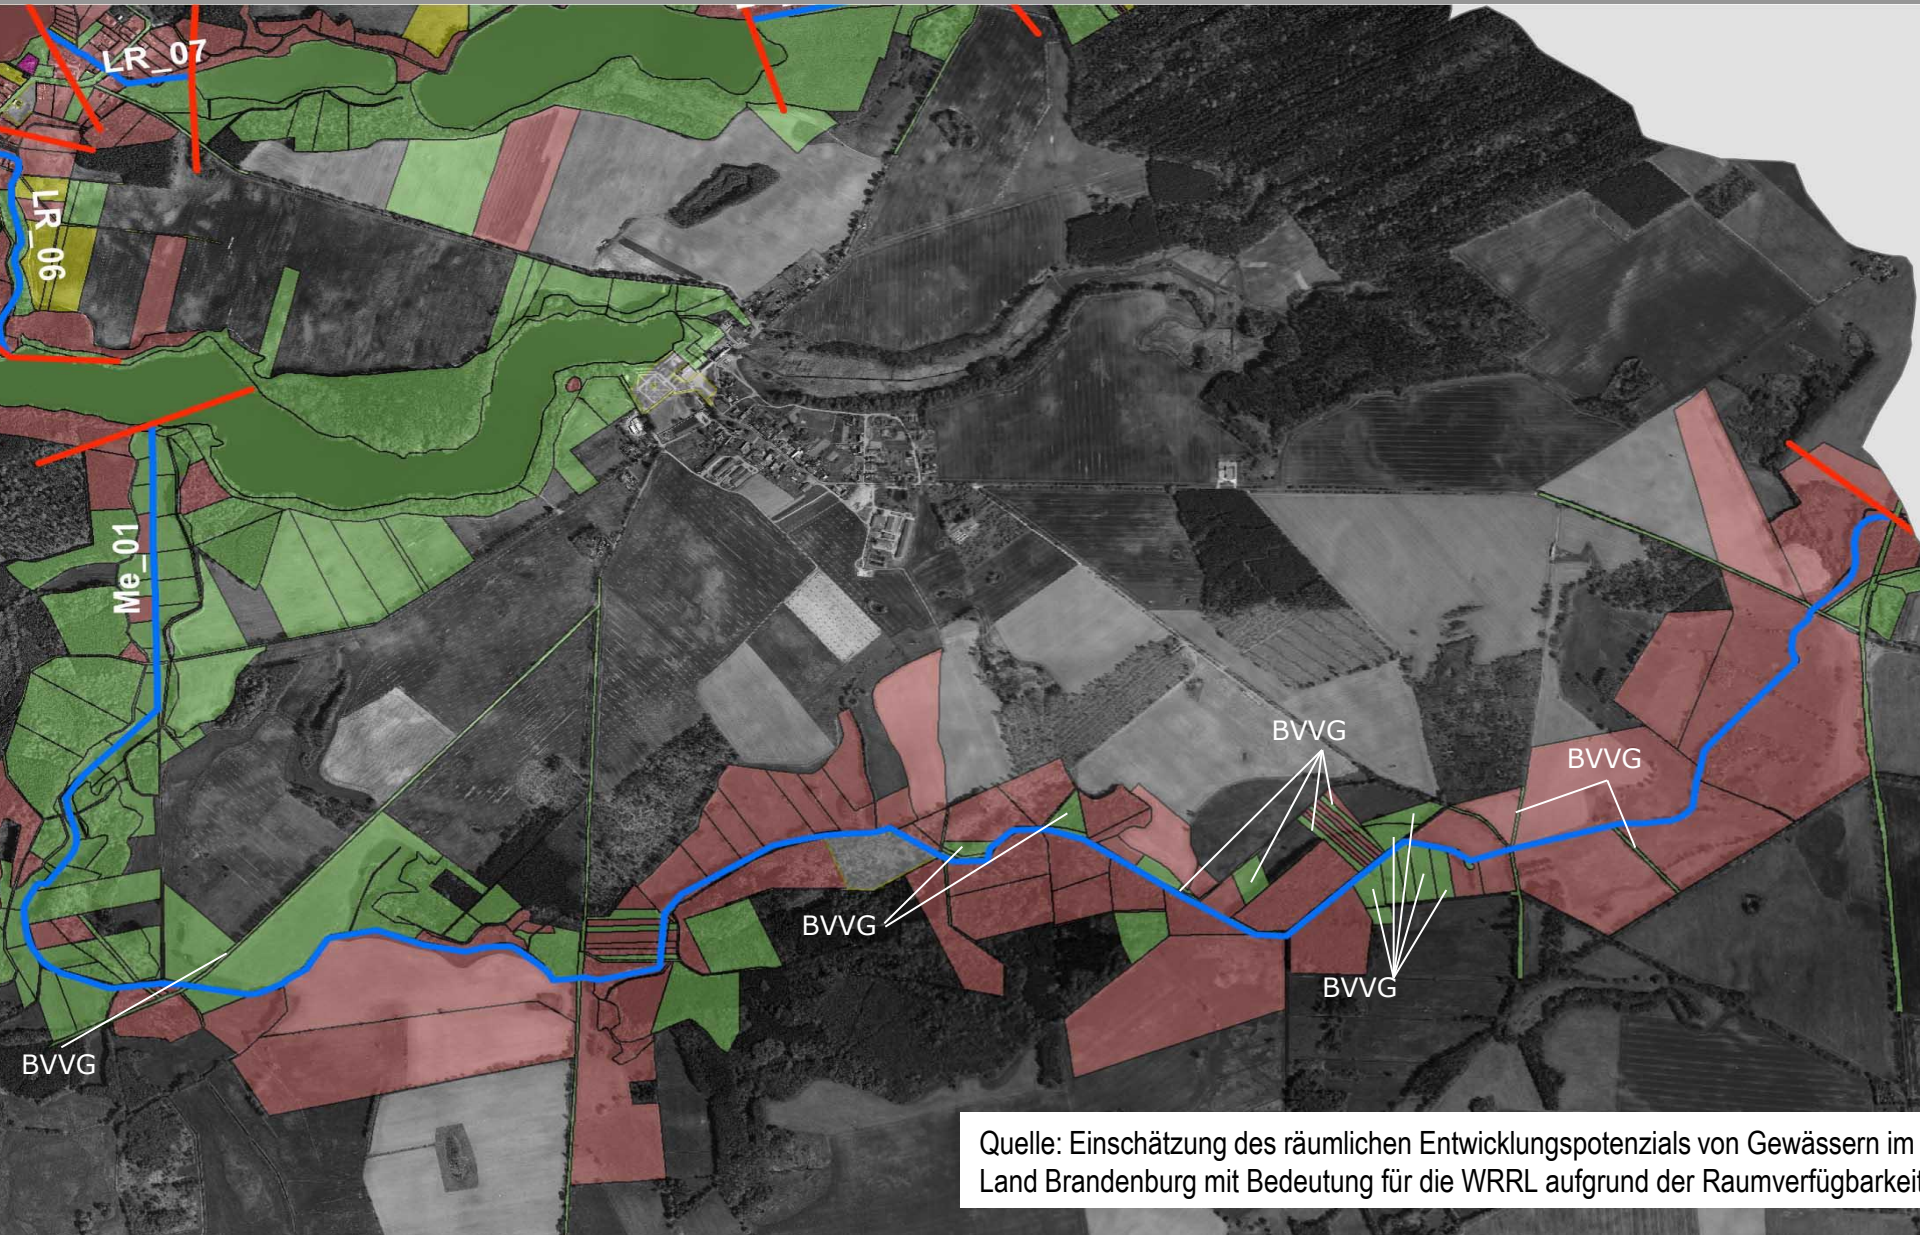 LR_07
LR_06
Me_01
BVVG
BVVG
BVVG
BVVG
BVVG
Quelle: Einschätzung des räumlichen Entwicklungspotenzials von Gewässern im
Land Brandenburg mit Bedeutung für die WRRL aufgrund der Raumverfügbarkeit